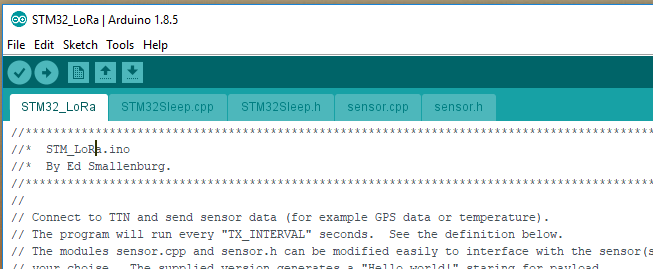 STM32_LoRa | Arduino 1.8.5
File Edit Sketch Tools Help
STM32_LoRa STM32Sleep.cpp STM32Sleep.h sensor.cpp sensor.h
//***************************************************************************************
//* STM_LoRa.ino
//* By Ed Smallenburg.
//***************************************************************************************
//
// Connect to TTN and send sensor data (for example GPS data or temperature).
// The program will run every "TX_INTERVAL" seconds. See the definition below.
// The modules sensor.cpp and sensor.h can be modified easily to interface with the sensor(s
// your choise. The supplied version generates a "Hello world!" staring for payload